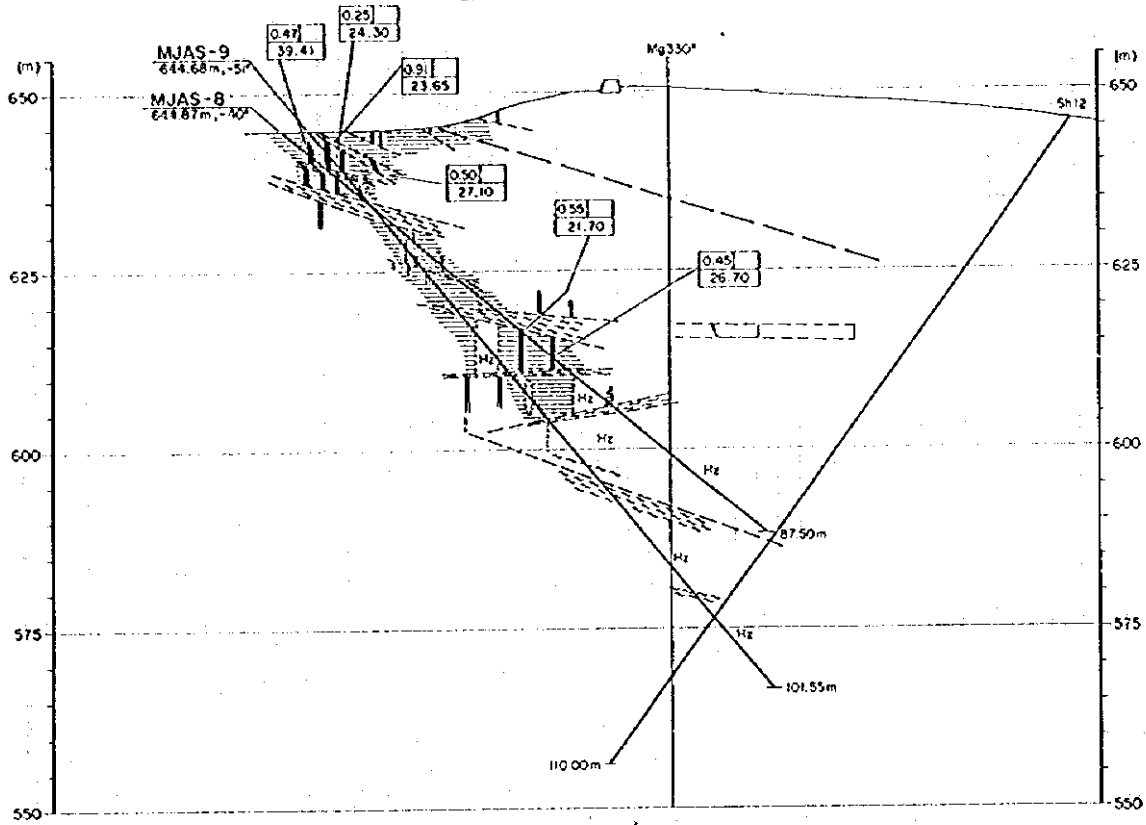 0.25
24.30
0.47
39.41
MJAS-9
644.68m,-51°
0.91
23.65
Mg330°
(m)
(m)
650
650
MJAS-8
644.87m,-40°
Sh12
0.50
27.10
0.55
21.70
0.45
26.70
625
625
Hz
Hz
Hz
600
600
Hz
87.50m
Hz
575
575
Hz
101.55m
110.00m
550
550